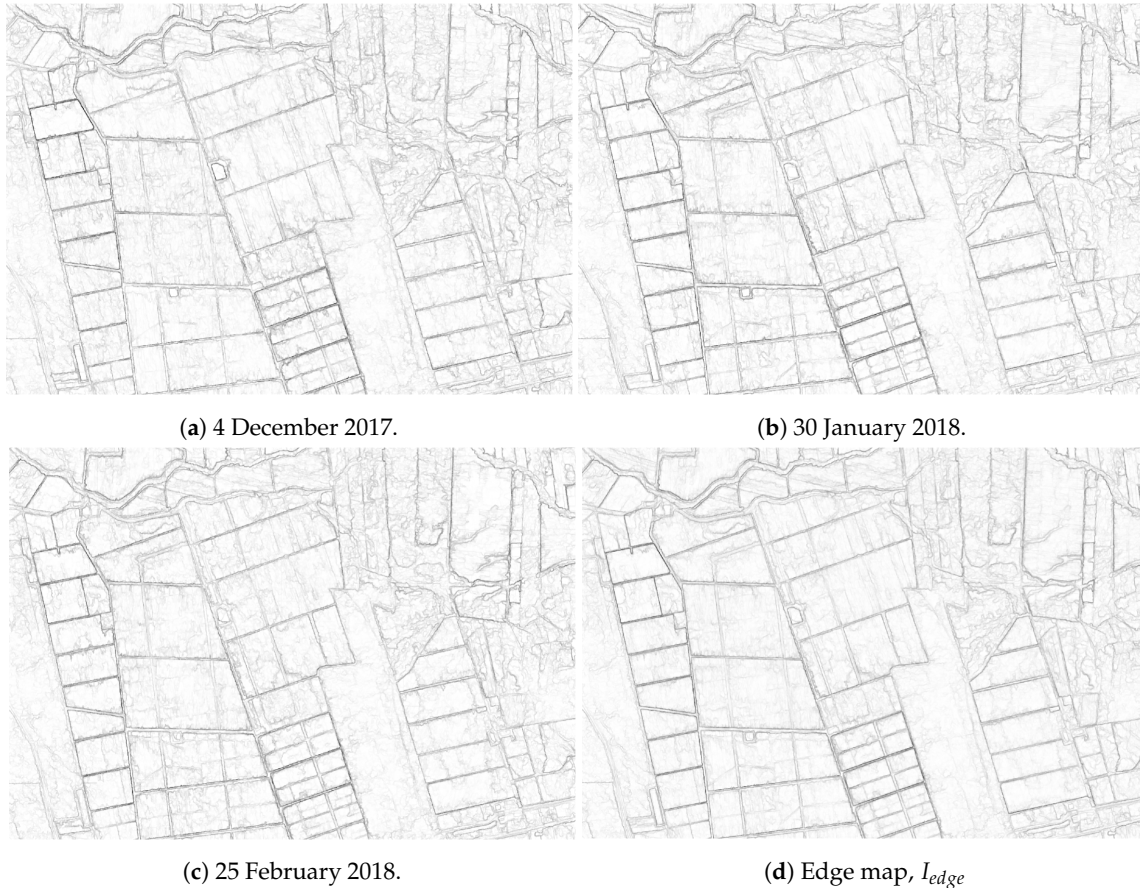 (a) 4 December 2017.
(b) 30 January 2018.
(c) 25 February 2018.
(d) Edge map, I_edge